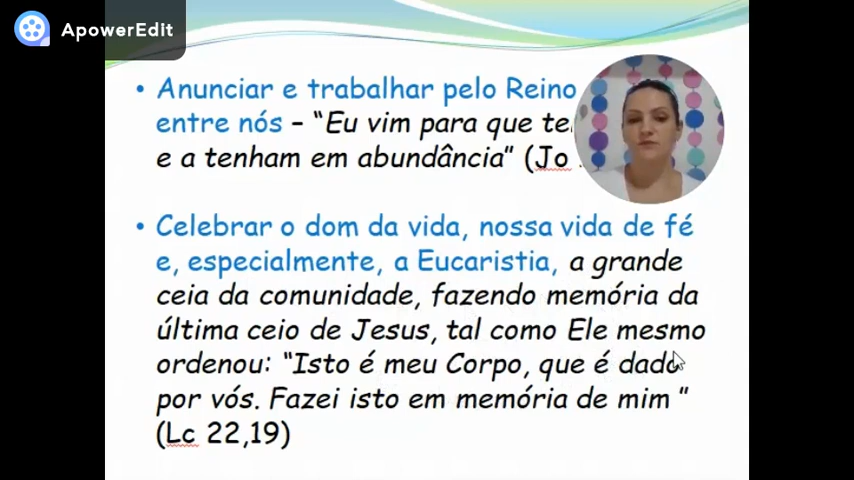 ApowerEdit
• Anunciar e trabalhar pelo Reino
entre nós – “Eu vim para que
e a tenham em abundância” (Jo
• Celebrar o dom da vida, nossa vida de fé
e, especialmente, a Eucaristia, a grande
ceia da comunidade, fazendo memória da
última ceio de Jesus, tal como Ele mesmo
ordenou: “Isto é meu Corpo, que é dado
por vós. Fazei isto em memória de mim ”
(Lc 22,19)